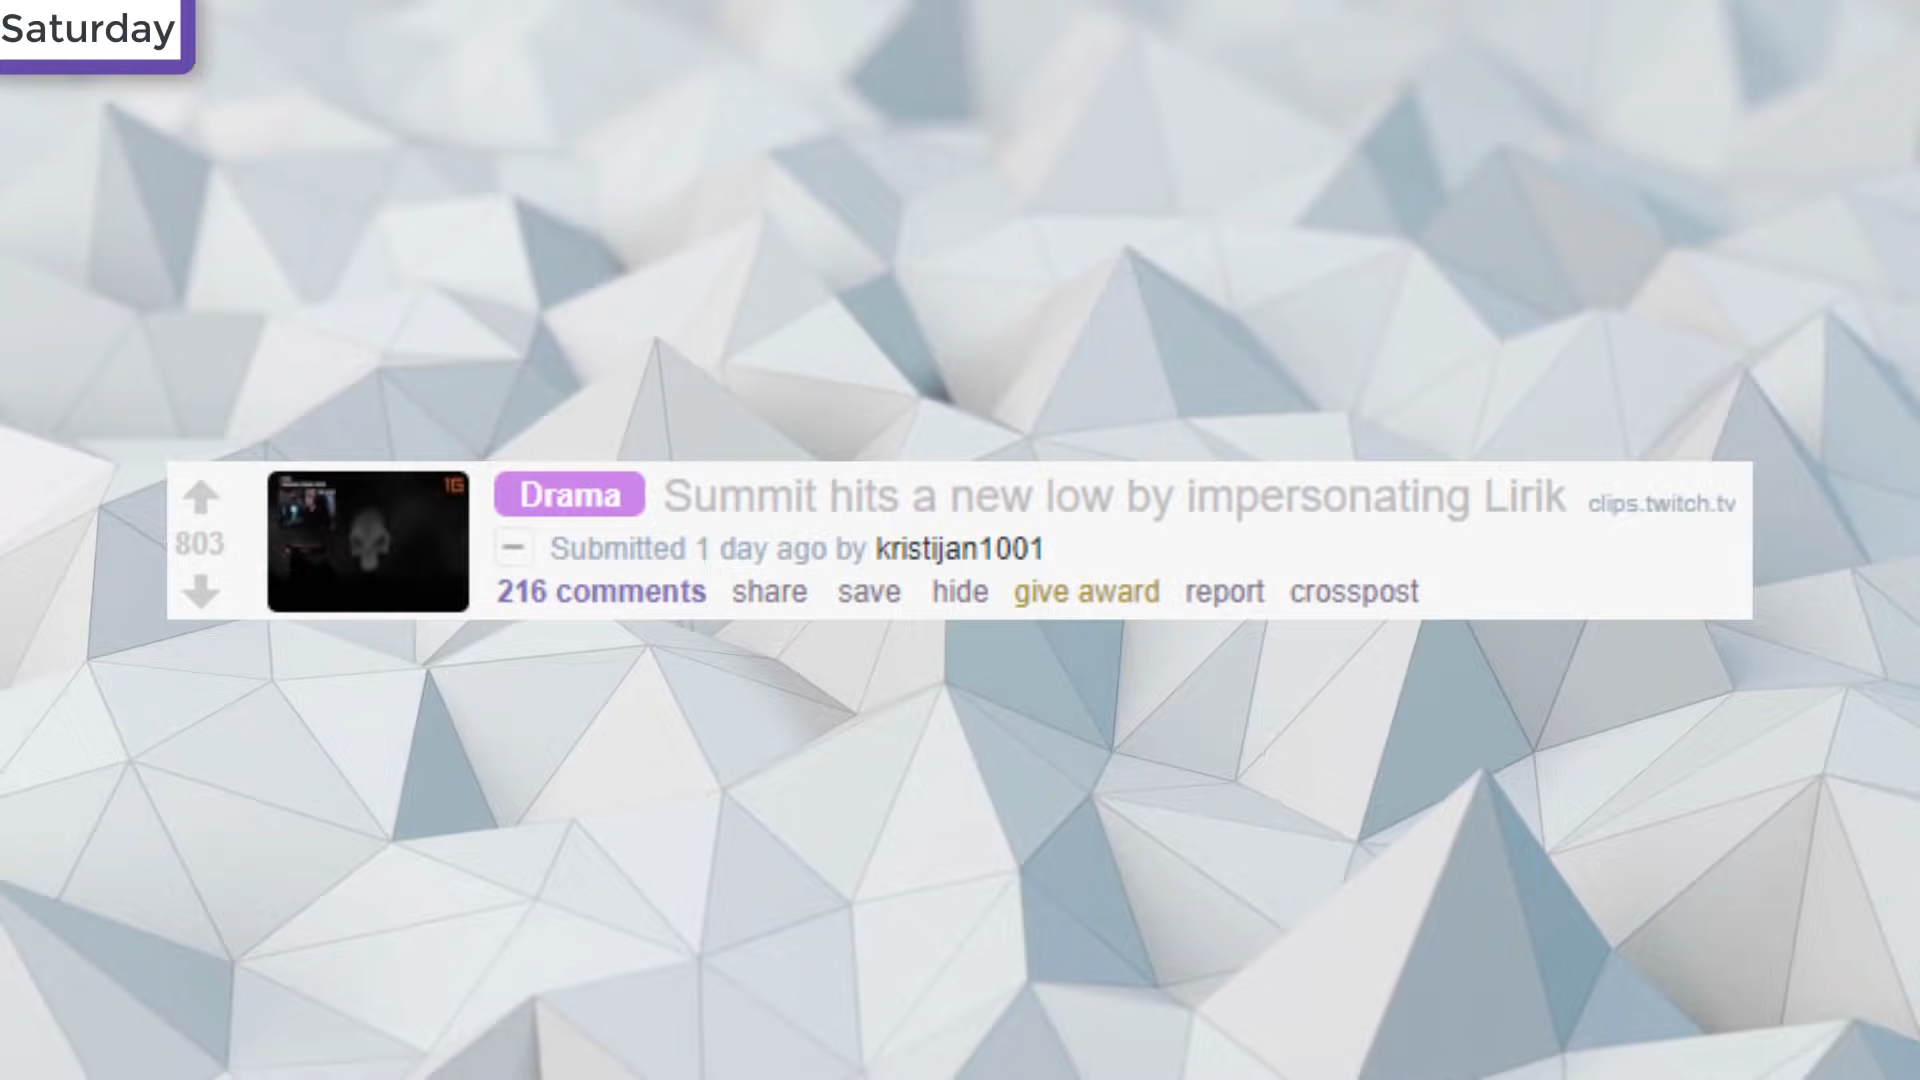 Saturday
Drama Summit hits a new low by impersonating Lirik clips.twitch.tv
803
Submitted 1 day ago by kristijan1001
216 comments share save hide give award report crosspost